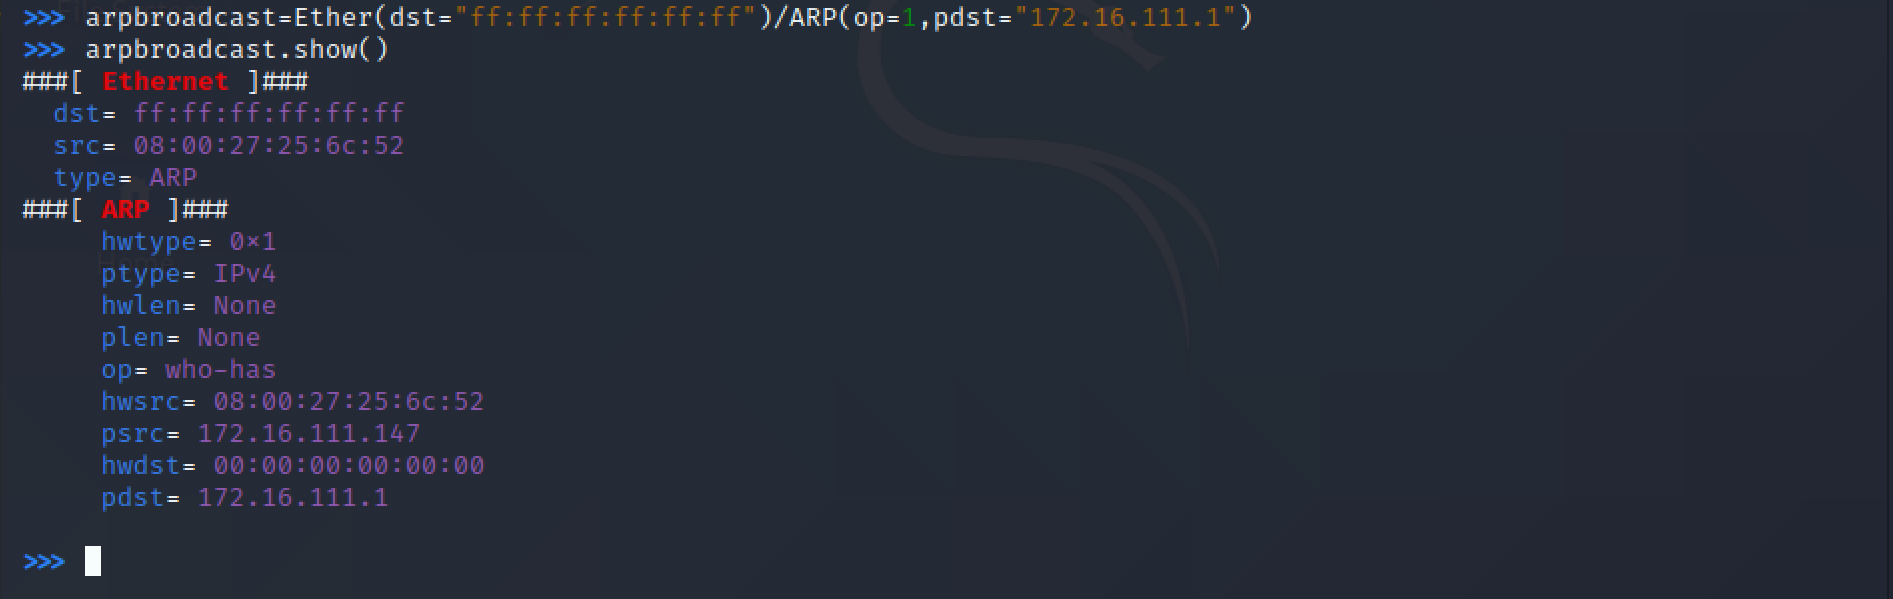 >>> arpbroadcast=Ether(dst="ff:ff:ff:ff:ff:ff")/ARP(op=1,pdst="172.16.111.1")
>>> arpbroadcast.show()
###[ Ethernet ]###
  dst= ff:ff:ff:ff:ff:ff
  src= 08:00:27:25:6c:52
  type= ARP
###[ ARP ]###
     hwtype= 0×1
     ptype= IPv4
     hwlen= None
     plen= None
     op= who-has
     hwsrc= 08:00:27:25:6c:52
     psrc= 172.16.111.147
     hwdst= 00:00:00:00:00:00
     pdst= 172.16.111.1
>>>